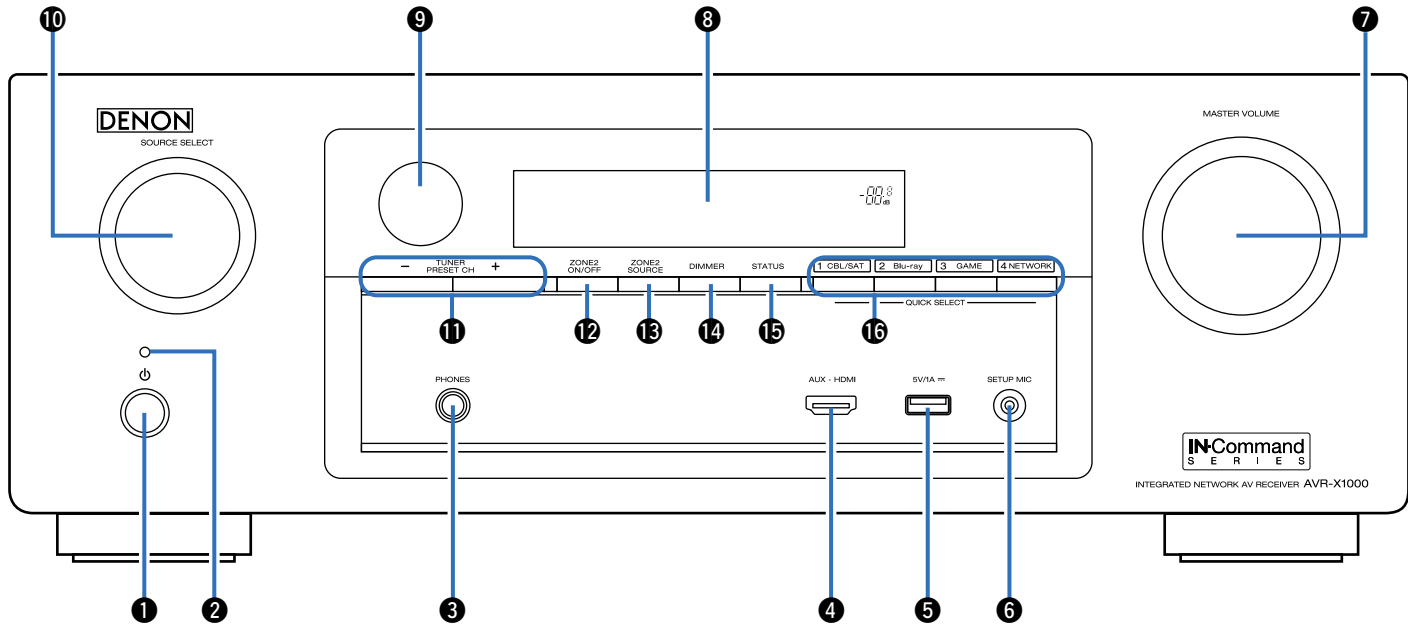 ❿ ❾ ❽ ❼
DENON
SOURCE SELECT
MASTER VOLUME
-88.8 dB
− TUNER PRESET CH +
ZONE2 ON/OFF
ZONE2 SOURCE
DIMMER
STATUS
1 CBL/SAT
2 Blu-ray
3 GAME
4 NETWORK
QUICK SELECT
⓫ ⓬ ⓭ ⓮ ⓯ ⓰
PHONES
AUX - HDMI
5V/1A
SETUP MIC
IN·Command
SERIES
INTEGRATED NETWORK AV RECEIVER AVR-X1000
❶ ❷ ❸ ❹ ❺ ❻